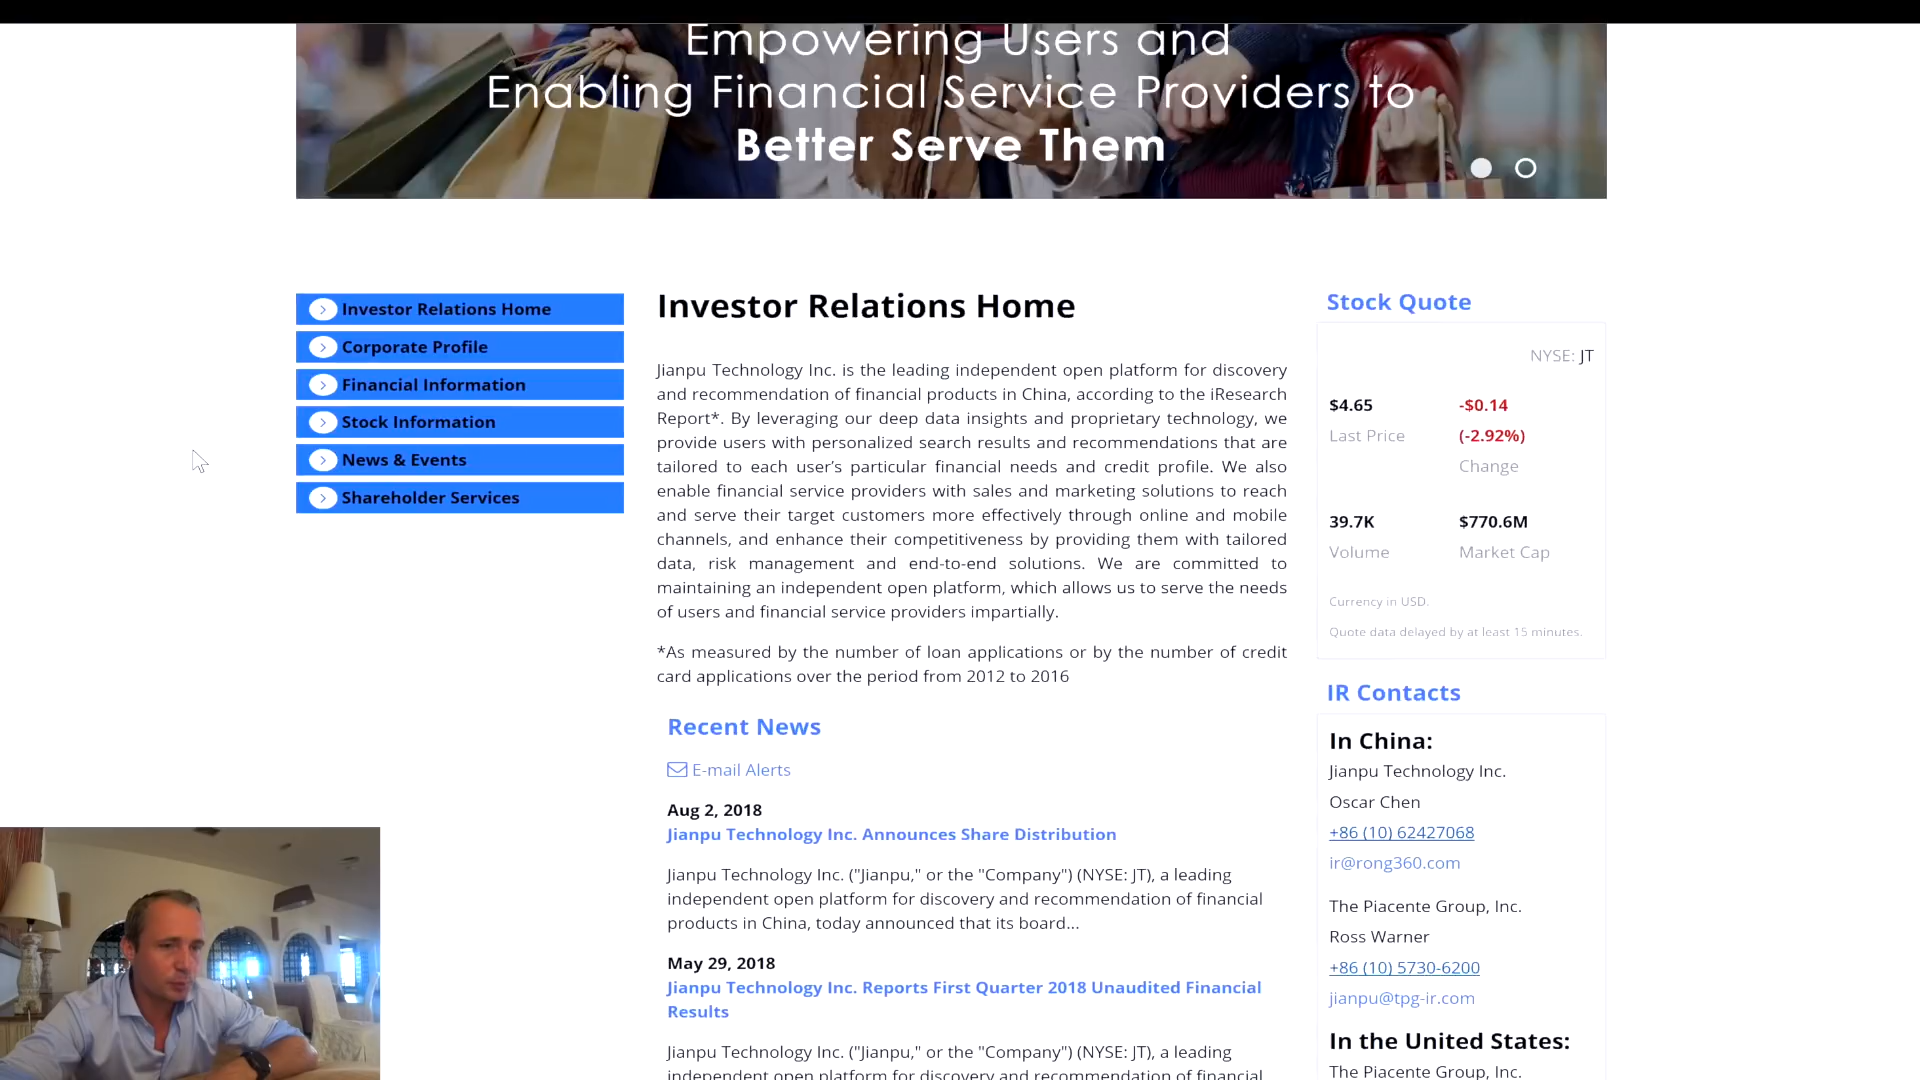 Empowering Users and
Enabling Financial Service Providers to
Better Serve Them
Investor Relations Home
Corporate Profile
Financial Information
Stock Information
News & Events
Shareholder Services
Investor Relations Home
Jianpu Technology Inc. is the leading independent open platform for discovery
and recommendation of financial products in China, according to the iResearch
Report*. By leveraging our deep data insights and proprietary technology, we
provide users with personalized search results and recommendations that are
tailored to each user's particular financial needs and credit profile. We also
enable financial service providers with sales and marketing solutions to reach
and serve their target customers more effectively through online and mobile
channels, and enhance their competitiveness by providing them with tailored
data, risk management and end-to-end solutions. We are committed to
maintaining an independent open platform, which allows us to serve the needs
of users and financial service providers impartially.
*As measured by the number of loan applications or by the number of credit
card applications over the period from 2012 to 2016
Recent News
E-mail Alerts
Aug 2, 2018
Jianpu Technology Inc. Announces Share Distribution
Jianpu Technology Inc. ("Jianpu," or the "Company") (NYSE: JT), a leading
independent open platform for discovery and recommendation of financial
products in China, today announced that its board...
May 29, 2018
Jianpu Technology Inc. Reports First Quarter 2018 Unaudited Financial
Results
Jianpu Technology Inc. ("Jianpu," or the "Company") (NYSE: JT), a leading
independent open platform for discovery and recommendation of financial
Stock Quote
NYSE: JT
$4.65 -$0.14
Last Price (-2.92%)
Change
39.7K $770.6M
Volume Market Cap
Currency in USD.
Quote data delayed by at least 15 minutes.
IR Contacts
In China:
Jianpu Technology Inc.
Oscar Chen
+86 (10) 62427068
ir@rong360.com
The Piacente Group, Inc.
Ross Warner
+86 (10) 5730-6200
jianpu@tpg-ir.com
In the United States:
The Piacente Group, Inc.